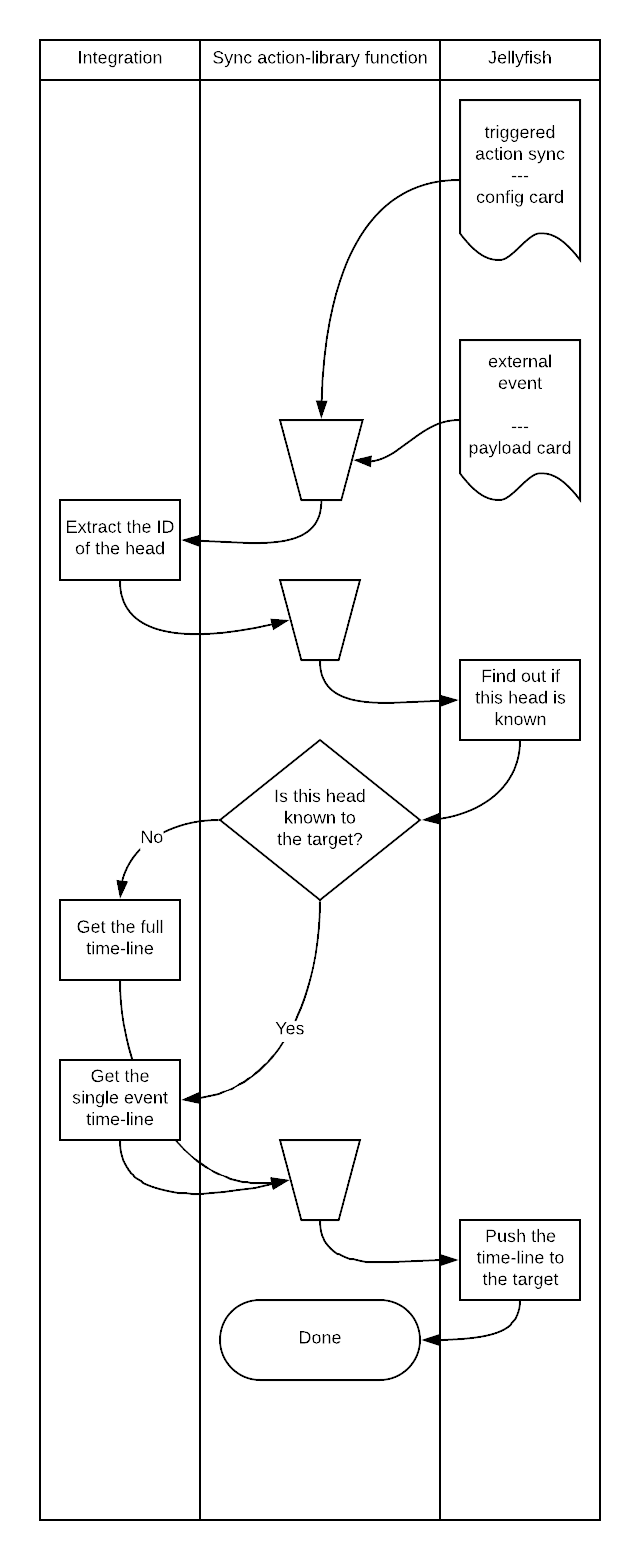 Integration
Sync action-library function
Jellyfish
triggered
action sync
---
config card
external
event
---
payload card
Extract the ID
of the head
Find out if
this head is
known
Is this head
known to
the target?
No
Get the full
time-line
Yes
Get the
single event
time-line
Push the
time-line to
the target
Done